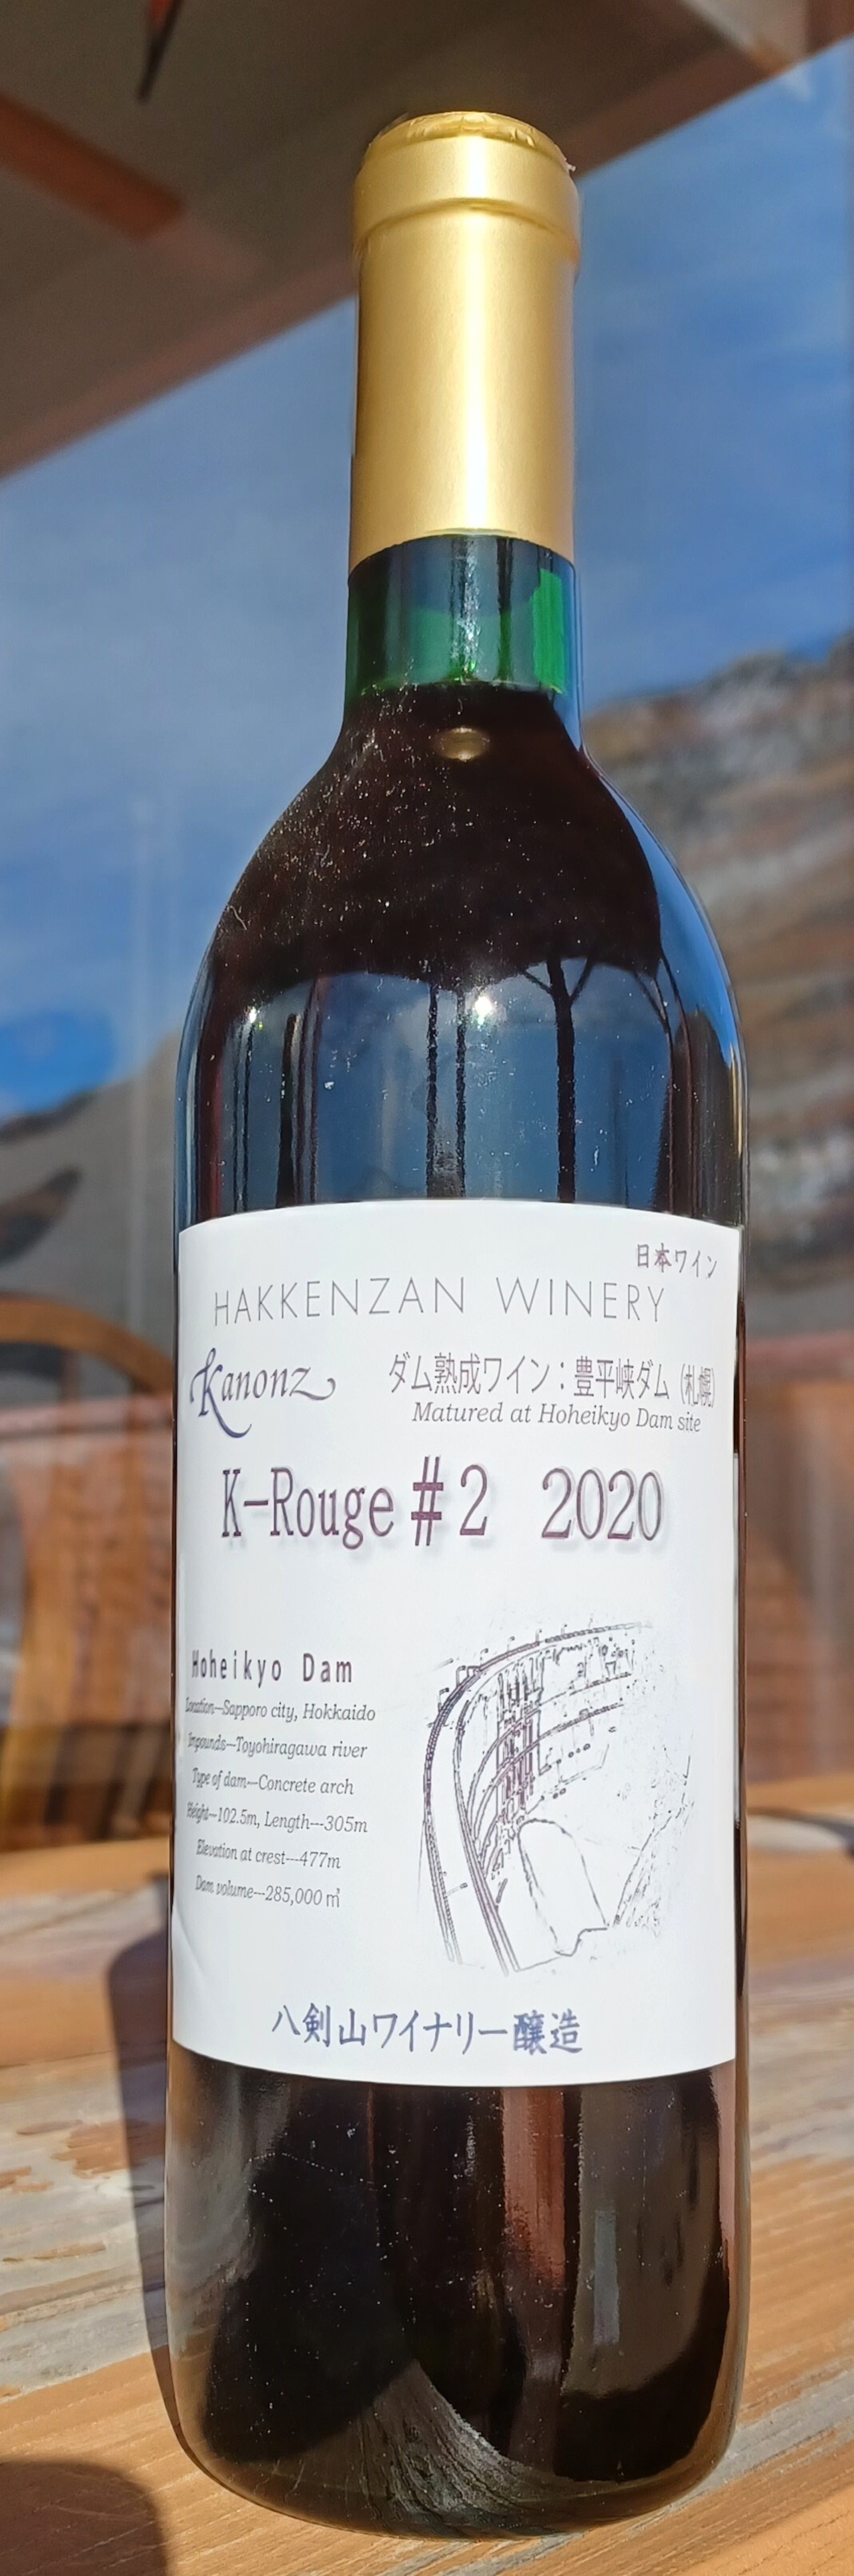 日本ワイン
HAKKENZAN WINERY
Kanonz
ダム熟成ワイン：豊平峡ダム（札幌）
Matured at Hoheikyo Dam site
K-Rouge #2 2020
Hoheikyo Dam
Location--Sapporo city, Hokkaido
Impounds--Toyohiragawa river
Type of dam--Concrete arch
Height--102.5m, Length---305m
Elevation at crest---477m
Dam volume---285,000㎥
八剣山ワイナリー醸造